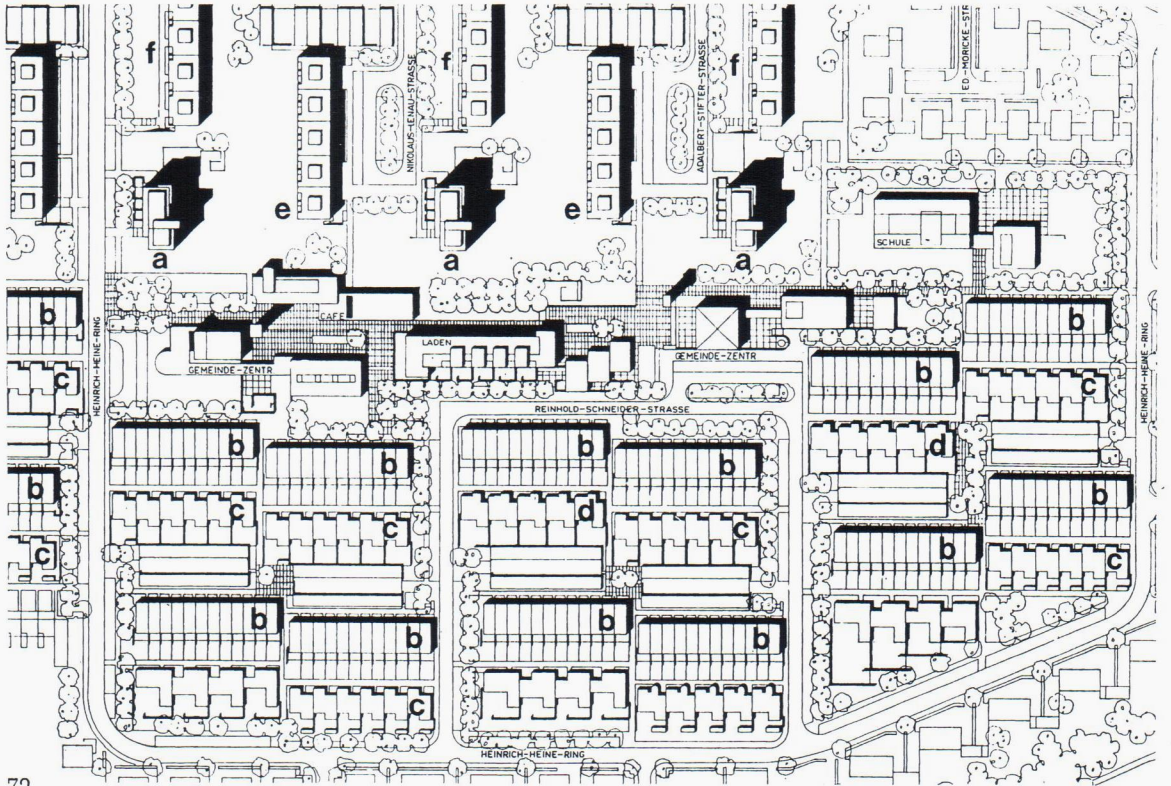 f
f
f
NIKOLAUS-LENAU-STRASSE
ADALBERT-STIFTER-STRASSE
ED-MÖRICKE-STR
e
e
a
a
a
SCHULE
b
HEINRICH-HEINE-RING
CAFE
LADEN
GEMEINDE-ZENTR
GEMEINDE-ZENTR
b
HEINRICH-HEINE-RING
c
b
c
REINHOLD-SCHNEIDER-STRASSE
b
b
b
b
d
b
b
c
d
c
c
c
b
c
b
b
b
b
c
HEINRICH-HEINE-RING
72